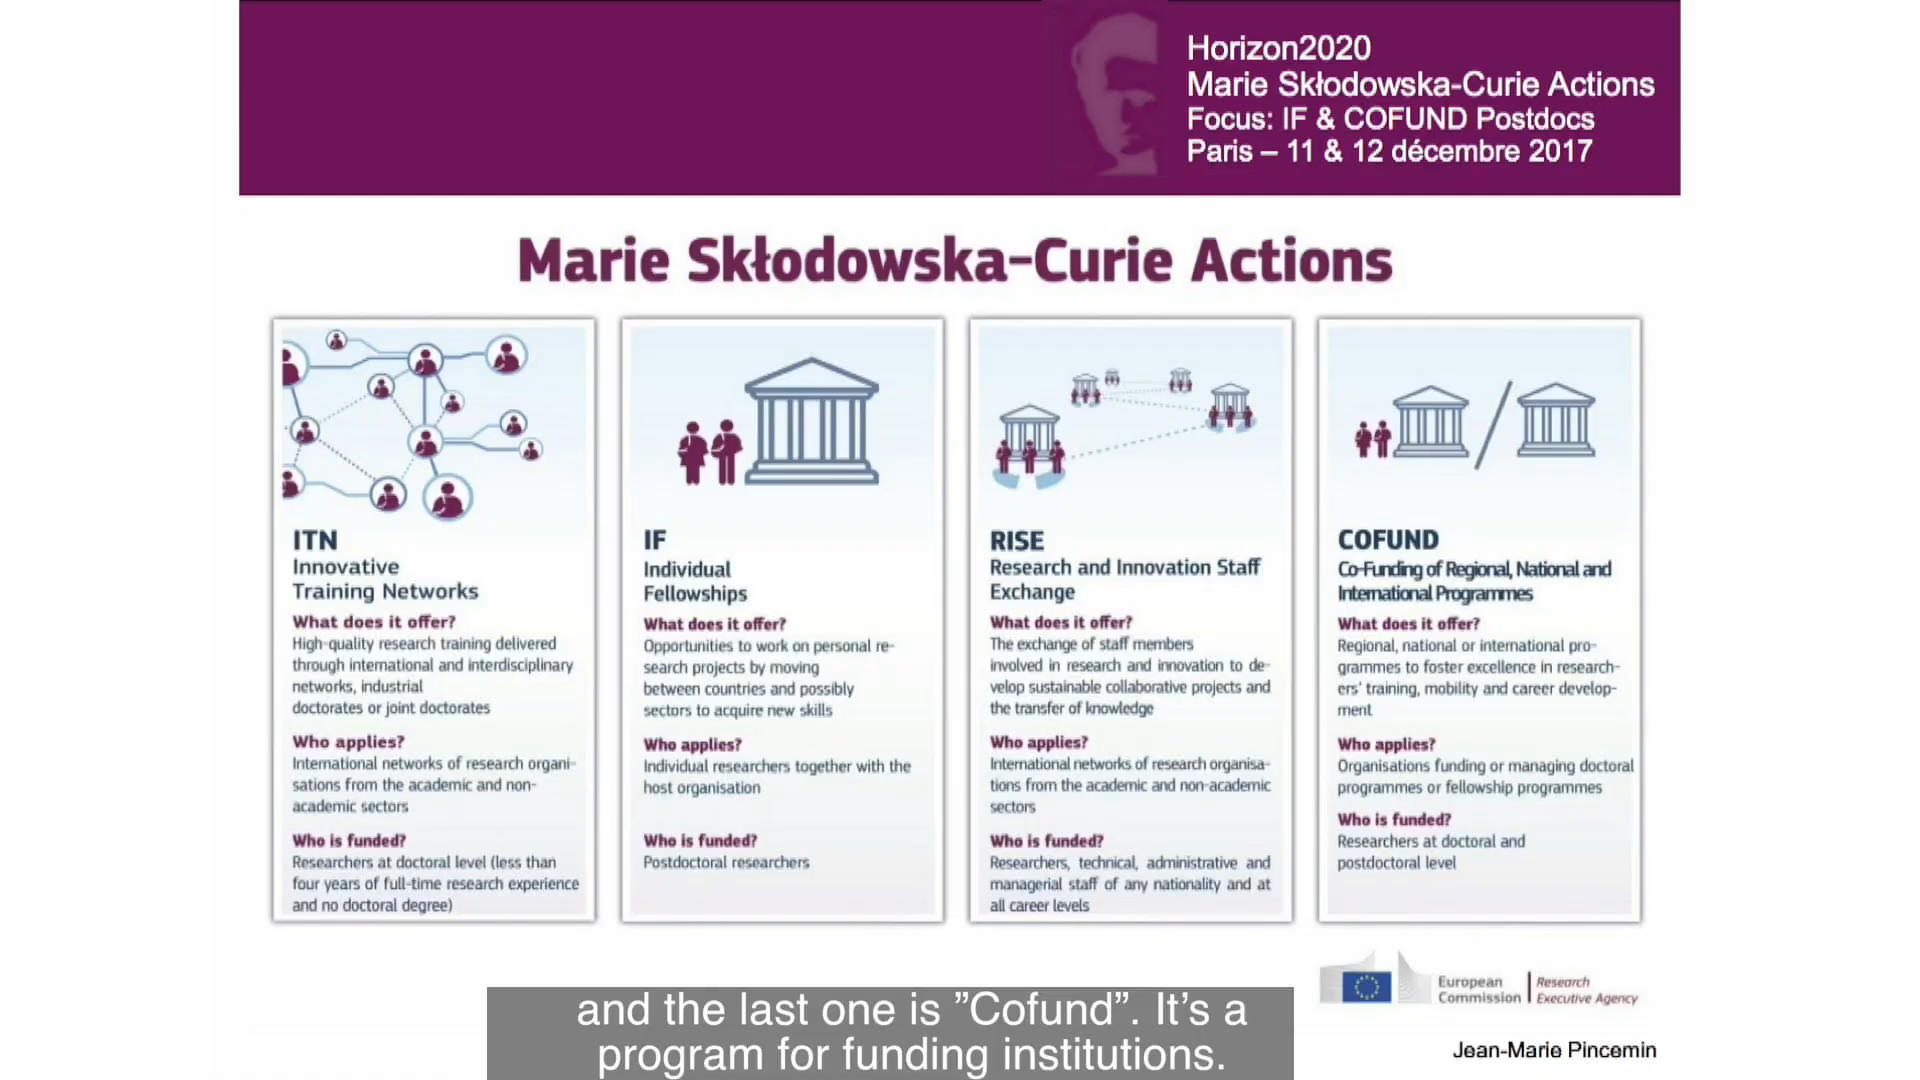 Horizon2020
Marie Skłodowska-Curie Actions
Focus: IF & COFUND Postdocs
Paris – 11 & 12 décembre 2017
Marie Skłodowska-Curie Actions
ITN
Innovative
Training Networks
What does it offer?
High-quality research training delivered
through international and interdisciplinary
networks, industrial
doctorates or joint doctorates
Who applies?
International networks of research organi-
sations from the academic and non-
academic sectors
Who is funded?
Researchers at doctoral level (less than
four years of full-time research experience
and no doctoral degree)
IF
Individual
Fellowships
What does it offer?
Opportunities to work on personal re-
search projects by moving
between countries and possibly
sectors to acquire new skills
Who applies?
Individual researchers together with the
host organisation
Who is funded?
Postdoctoral researchers
RISE
Research and Innovation Staff
Exchange
What does it offer?
The exchange of staff members
involved in research and innovation to de-
velop sustainable collaborative projects and
the transfer of knowledge
Who applies?
International networks of research organisa-
tions from the academic and non-academic
sectors
Who is funded?
Researchers, technical, administrative and
managerial staff of any nationality and at
all career levels
COFUND
Co-Funding of Regional, National and
International Programmes
What does it offer?
Regional, national or international pro-
grammes to foster excellence in research-
ers' training, mobility and career develop-
ment
Who applies?
Organisations funding or managing doctoral
programmes or fellowship programmes
Who is funded?
Researchers at doctoral and
postdoctoral level
European
Commission
Research
Executive Agency
Jean-Marie Pincemin
and the last one is ”Cofund”. It’s a
program for funding institutions.